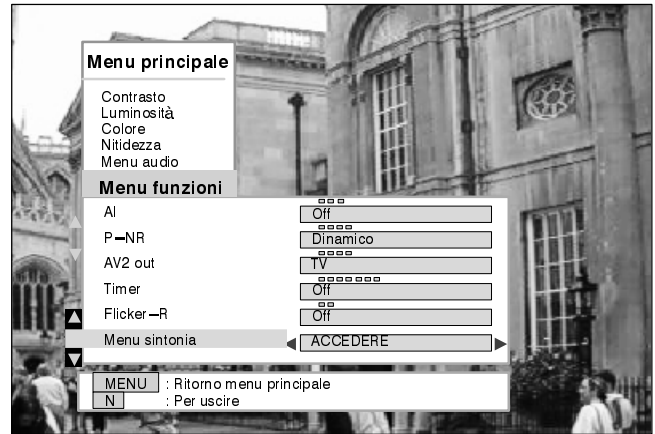 Menu principale
Contrasto
Luminosità
Colore
Nitidezza
Menu audio
Menu funzioni
AI Off
P–NR Dinamico
AV2 out TV
Timer Off
Flicker–R Off
Menu sintonia ACCEDERE
MENU : Ritorno menu principale
N : Per uscire